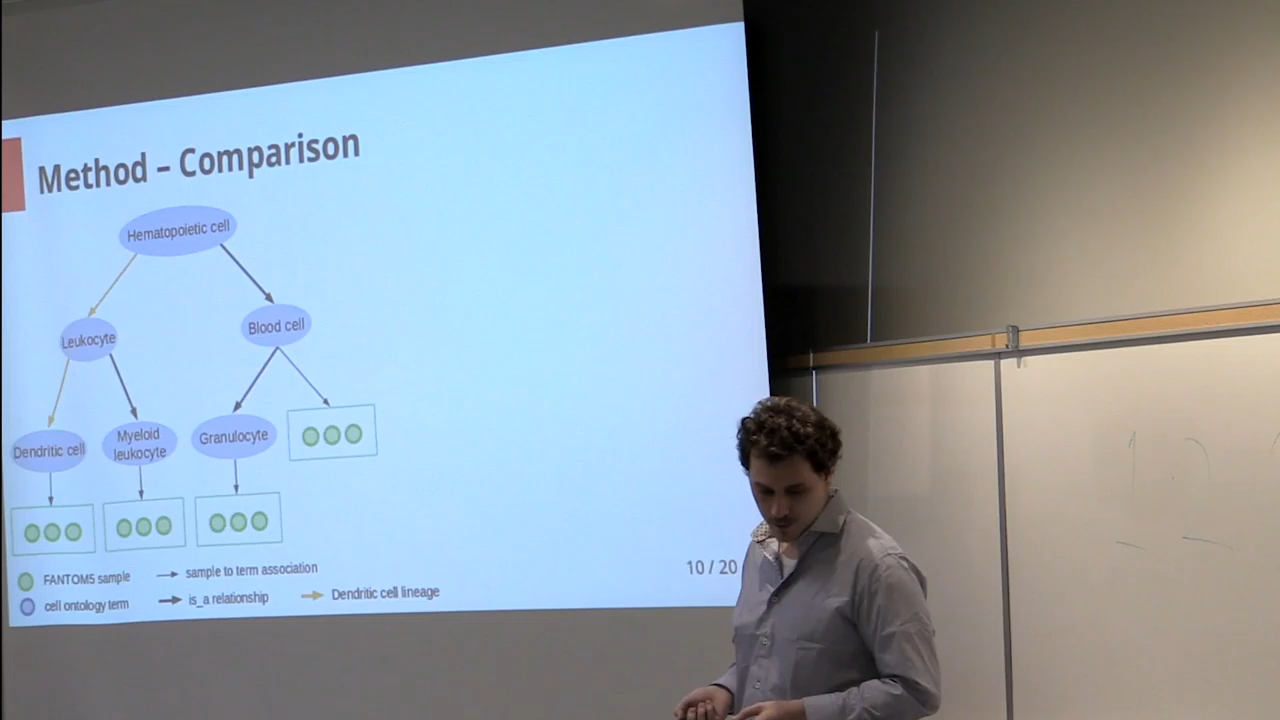 Method – Comparison
Hematopoietic cell
Leukocyte
Blood cell
Dendritic cell
Myeloid
leukocyte
Granulocyte
FANTOM5 sample
sample to term association
cell ontology term
is_a relationship
Dendritic cell lineage
10 / 20